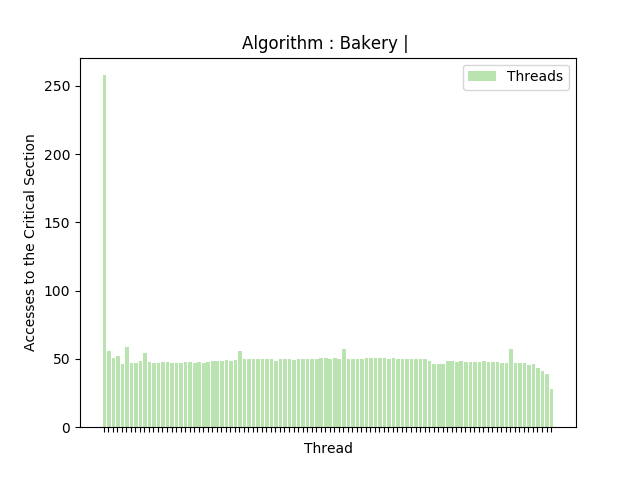 Algorithm : Bakery |
Threads
Accesses to the Critical Section
250
200
150
100
50
0
Thread